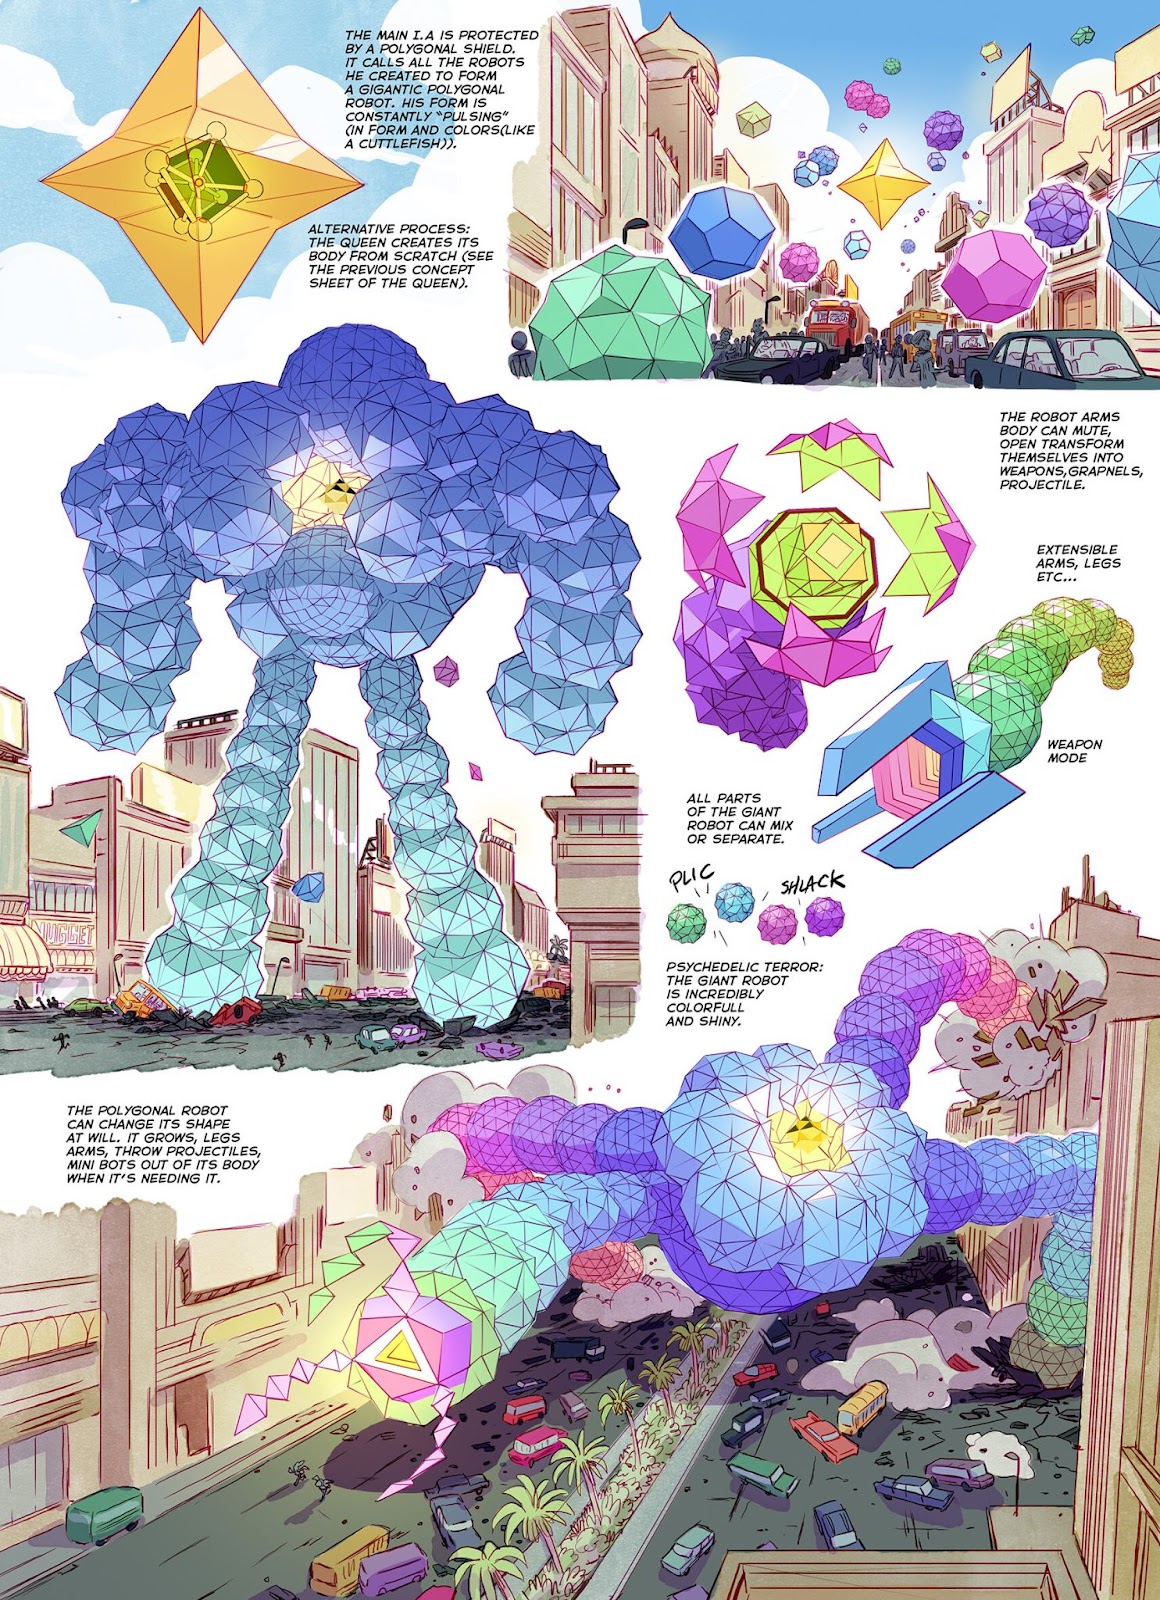 THE MAIN I.A IS PROTECTED
BY A POLYGONAL SHIELD.
IT CALLS ALL THE ROBOTS
HE CREATED TO FORM
A GIGANTIC POLYGONAL
ROBOT. HIS FORM IS
CONSTANTLY “PULSING”
(IN FORM AND COLORS(LIKE
A CUTTLEFISH)).
ALTERNATIVE PROCESS:
THE QUEEN CREATES ITS
BODY FROM SCRATCH (SEE
THE PREVIOUS CONCEPT
SHEET OF THE QUEEN).
THE ROBOT ARMS
BODY CAN MUTE,
OPEN TRANSFORM
THEMSELVES INTO
WEAPONS,GRAPNELS,
PROJECTILE.
EXTENSIBLE
ARMS, LEGS
ETC...
WEAPON
MODE
ALL PARTS
OF THE GIANT
ROBOT CAN MIX
OR SEPARATE.
PLIC
SHLACK
NUGGET
PSYCHEDELIC TERROR:
THE GIANT ROBOT
IS INCREDIBLY
COLORFULL
AND SHINY.
THE POLYGONAL ROBOT
CAN CHANGE ITS SHAPE
AT WILL. IT GROWS, LEGS
ARMS, THROW PROJECTILES,
MINI BOTS OUT OF ITS BODY
WHEN IT'S NEEDING IT.